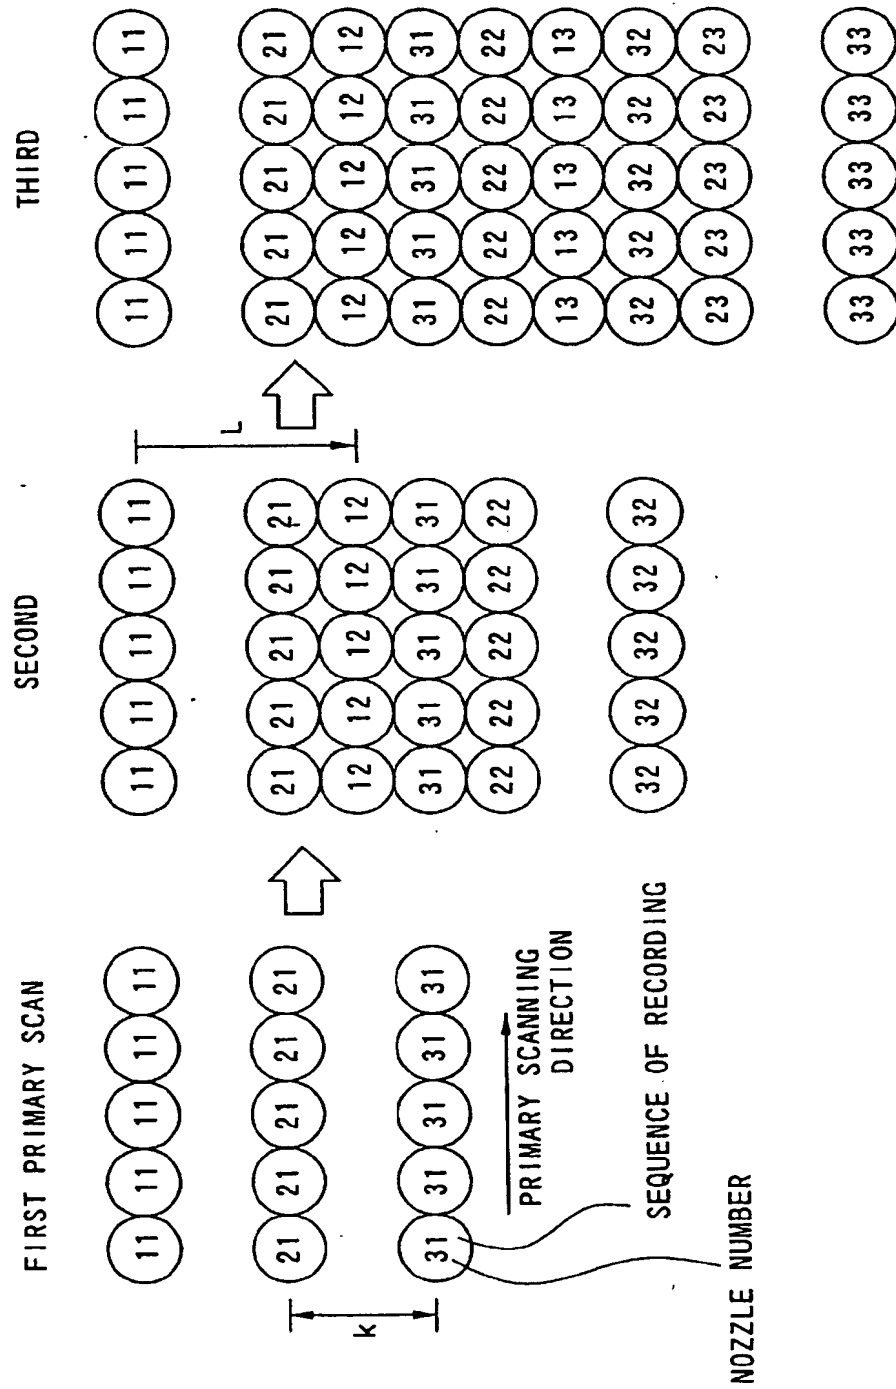 FIRST PRIMARY SCAN
11 11 11 11 11
21 21 21 21 21
31 31 31 31 31
k
PRIMARY SCANNING
DIRECTION
SEQUENCE OF RECORDING
NOZZLE NUMBER
SECOND
11 11 11 11 11
21 21 21 21 21
12 12 12 12 12
31 31 31 31 31
22 22 22 22 22
32 32 32 32 32
L
THIRD
11 11 11 11 11
21 21 21 21 21
12 12 12 12 12
31 31 31 31 31
22 22 22 22 22
13 13 13 13 13
32 32 32 32 32
23 23 23 23 23
33 33 33 33 33